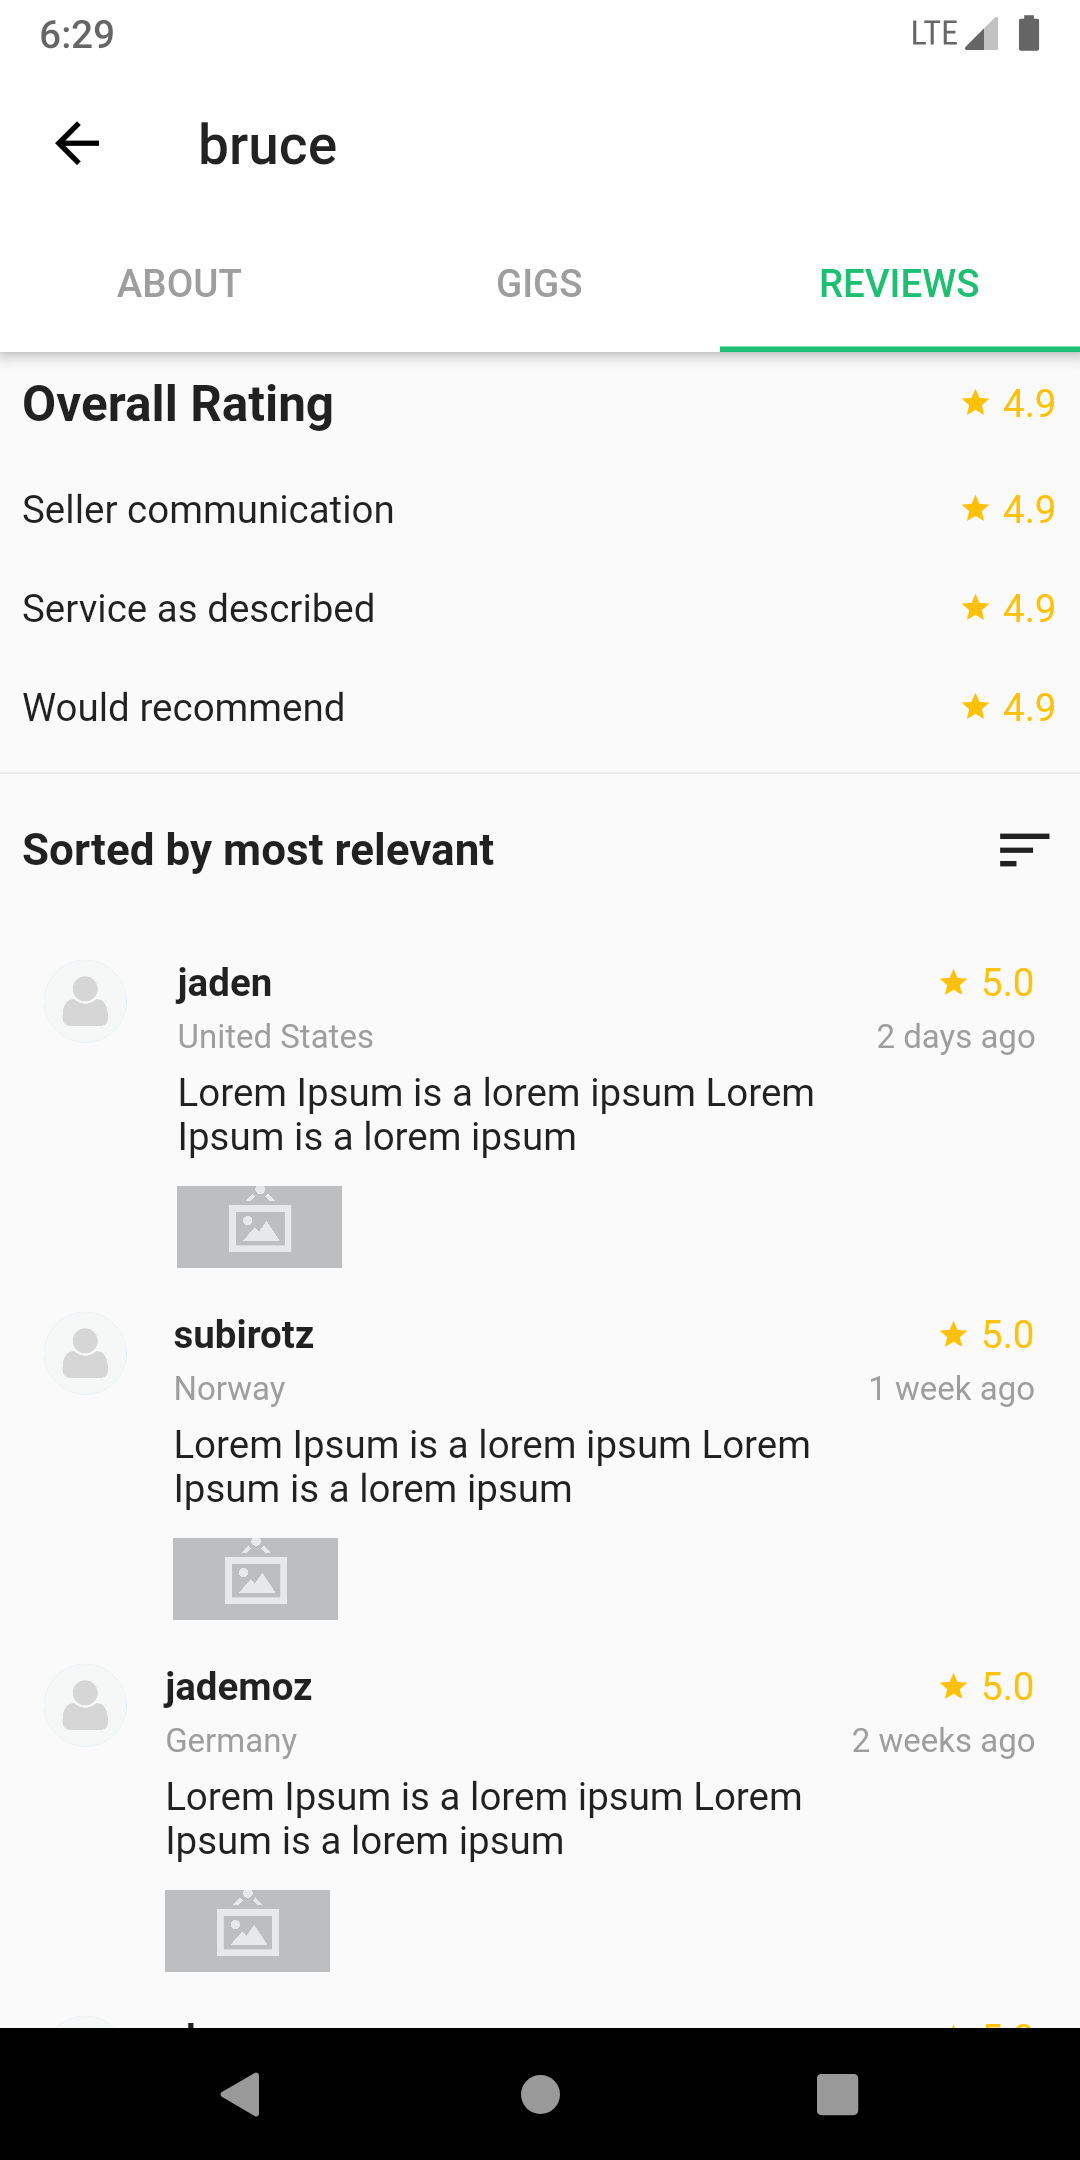 6:29 LTE
bruce
ABOUT GIGS REVIEWS
Overall Rating 4.9
Seller communication 4.9
Service as described 4.9
Would recommend 4.9
Sorted by most relevant
jaden 5.0
United States 2 days ago
Lorem Ipsum is a lorem ipsum Lorem
Ipsum is a lorem ipsum
subirotz 5.0
Norway 1 week ago
Lorem Ipsum is a lorem ipsum Lorem
Ipsum is a lorem ipsum
jademoz 5.0
Germany 2 weeks ago
Lorem Ipsum is a lorem ipsum Lorem
Ipsum is a lorem ipsum